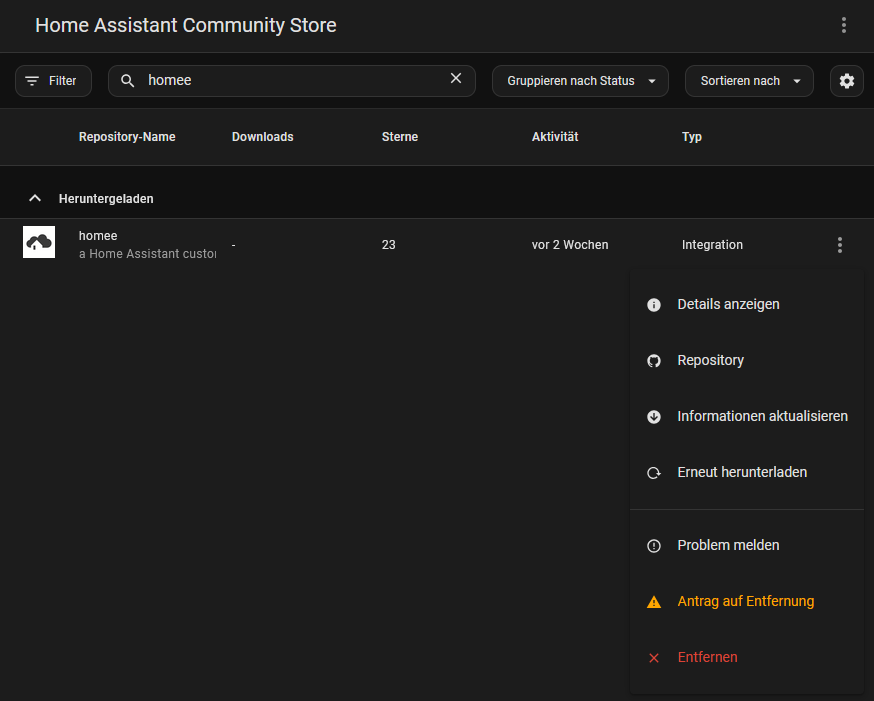 Home Assistant Community Store
Filter
homee
Gruppieren nach Status
Sortieren nach
Repository-Name Downloads Sterne Aktivität Typ
Heruntergeladen
homee
a Home Assistant custo
- 23 vor 2 Wochen Integration
Details anzeigen
Repository
Informationen aktualisieren
Erneut herunterladen
Problem melden
Antrag auf Entfernung
Entfernen